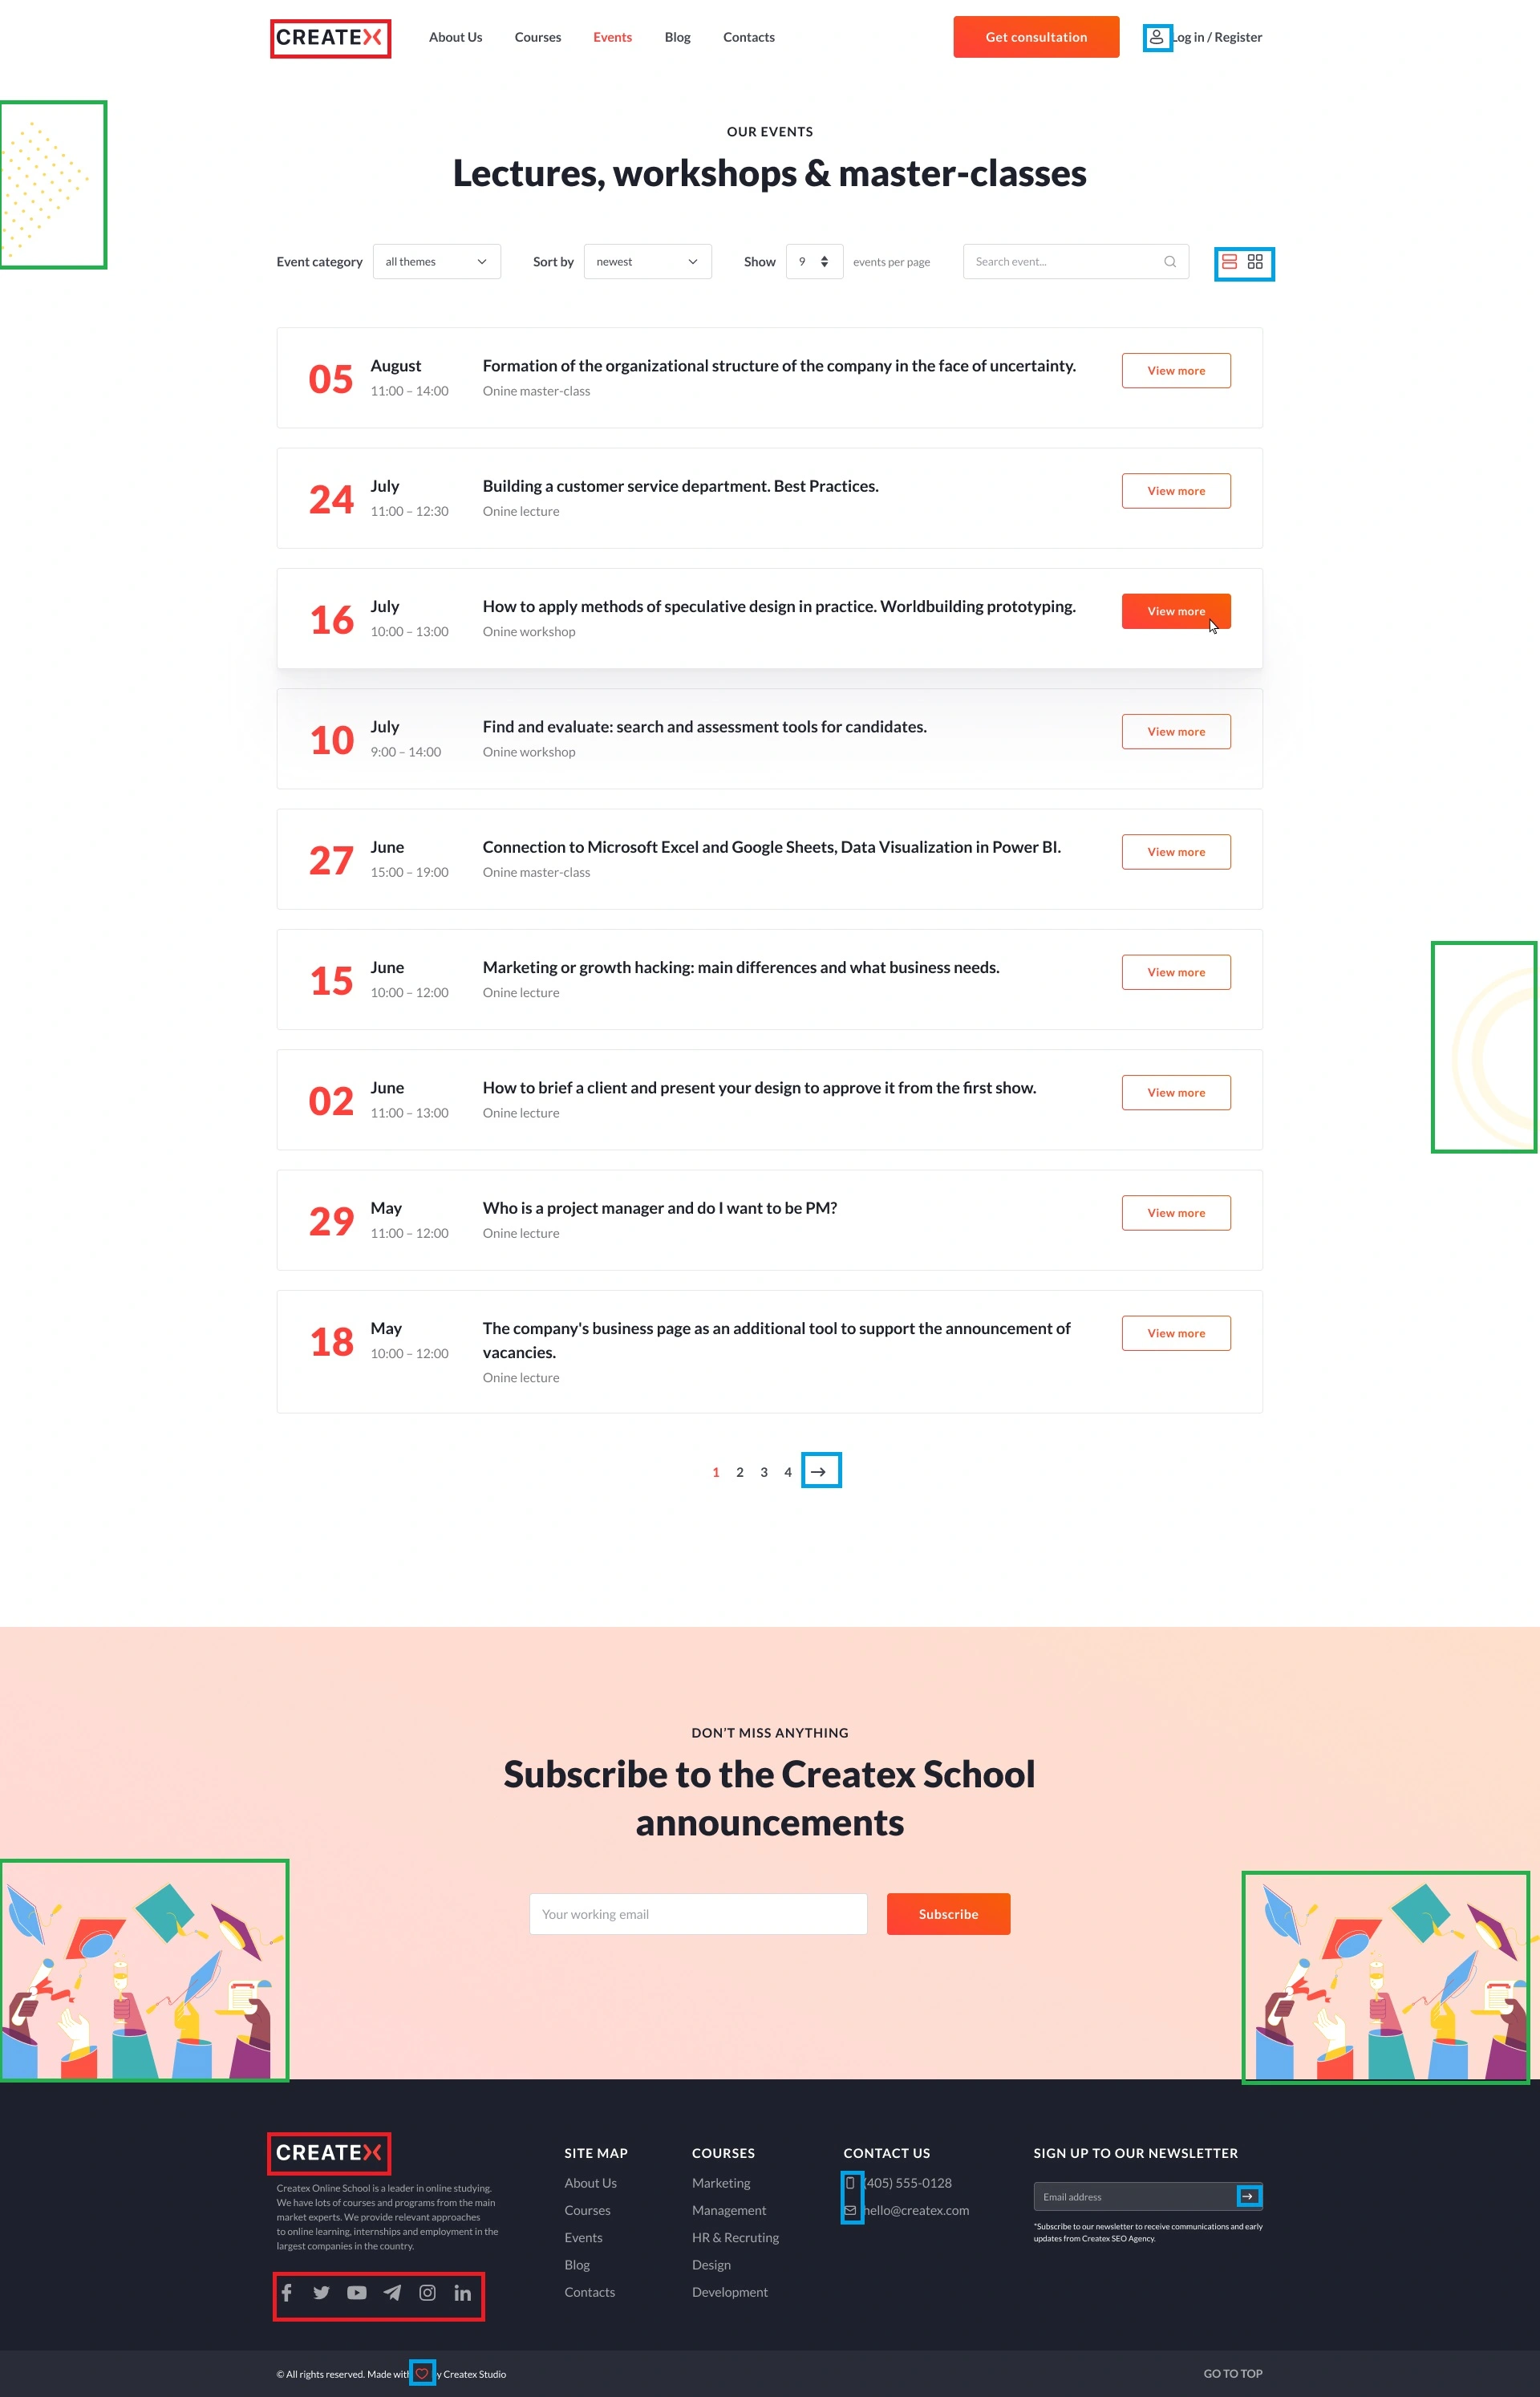 CREATEX
About Us
Courses
Events
Blog
Contacts
Get consultation
Log in / Register
OUR EVENTS
Lectures, workshops & master-classes
Event category
all themes
Sort by
newest
Show
9
events per page
Search event...
05
August
11:00 – 14:00
Formation of the organizational structure of the company in the face of uncertainty.
Onine master-class
View more
24
July
11:00 – 12:30
Building a customer service department. Best Practices.
Onine lecture
View more
16
July
10:00 – 13:00
How to apply methods of speculative design in practice. Worldbuilding prototyping.
Onine workshop
View more
10
July
9:00 – 14:00
Find and evaluate: search and assessment tools for candidates.
Onine workshop
View more
27
June
15:00 – 19:00
Connection to Microsoft Excel and Google Sheets, Data Visualization in Power BI.
Onine master-class
View more
15
June
10:00 – 12:00
Marketing or growth hacking: main differences and what business needs.
Onine lecture
View more
02
June
11:00 – 13:00
How to brief a client and present your design to approve it from the first show.
Onine lecture
View more
29
May
11:00 – 12:00
Who is a project manager and do I want to be PM?
Onine lecture
View more
18
May
10:00 – 12:00
The company's business page as an additional tool to support the announcement of
vacancies.
Onine lecture
View more
1 2 3 4
DON'T MISS ANYTHING
Subscribe to the Createx School
announcements
Your working email
Subscribe
CREATEX
Createx Online School is a leader in online studying.
We have lots of courses and programs from the main
market experts. We provide relevant approaches
to online learning, internships and employment in the
largest companies in the country.
SITE MAP
About Us
Courses
Events
Blog
Contacts
COURSES
Marketing
Management
HR & Recruting
Design
Development
CONTACT US
(405) 555-0128
hello@createx.com
SIGN UP TO OUR NEWSLETTER
Email address
*Subscribe to our newsletter to receive communications and early
updates from Createx SEO Agency.
© All rights reserved. Made with by Createx Studio
GO TO TOP